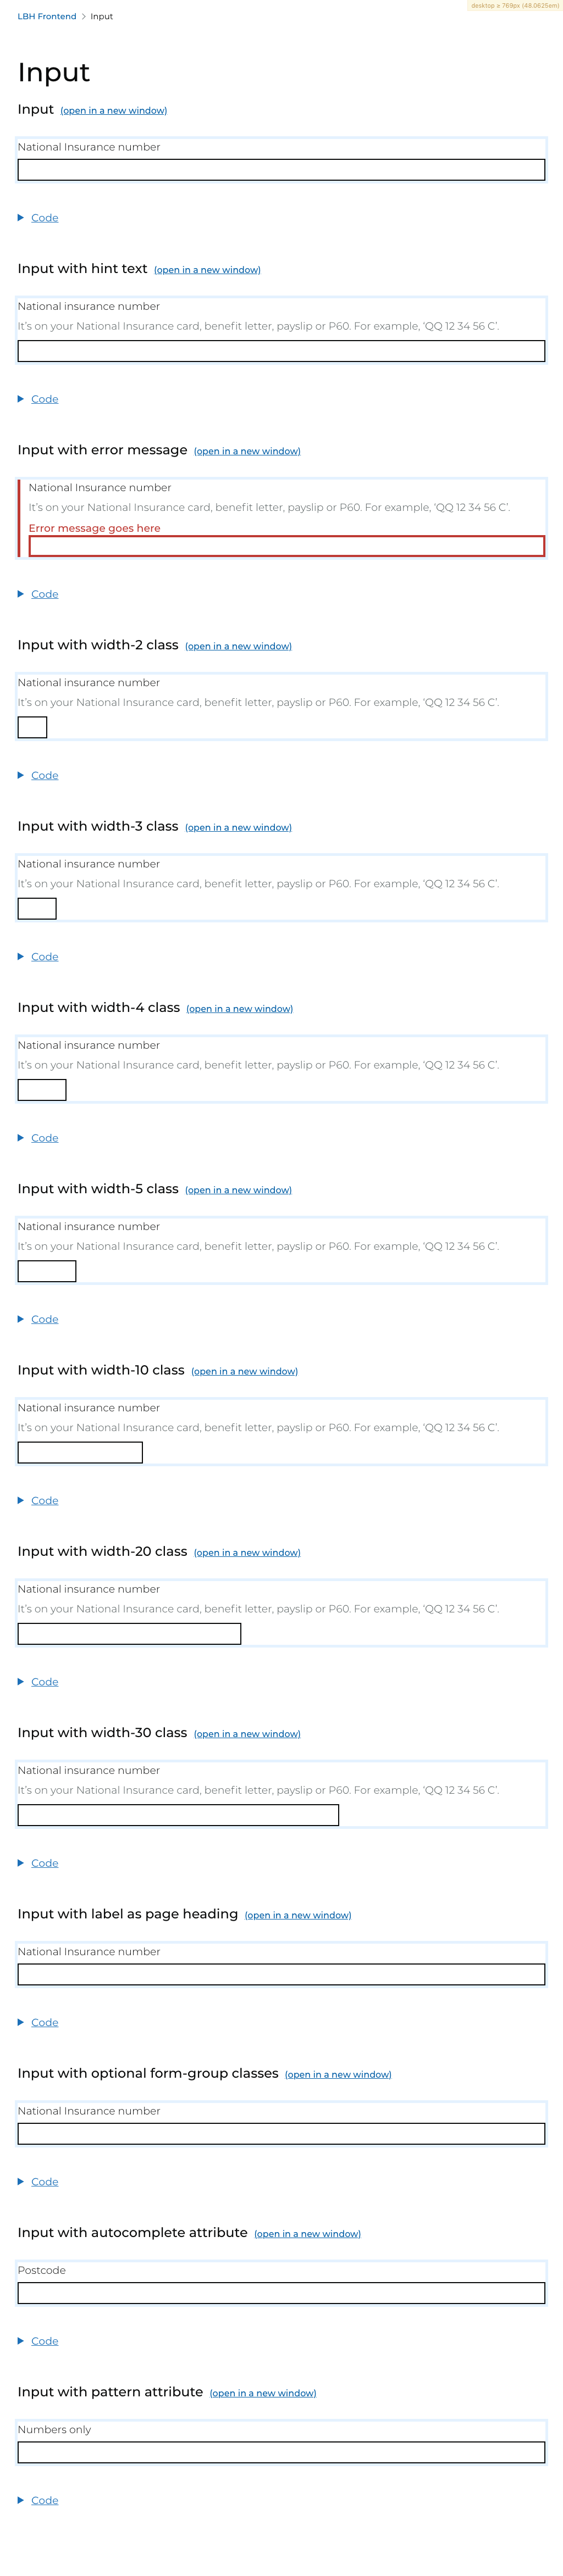 desktop ≥ 769px (48.0625em)
LBH Frontend > Input
Input
Input (open in a new window)
National Insurance number
Code
Input with hint text (open in a new window)
National insurance number
It's on your National Insurance card, benefit letter, payslip or P60. For example, 'QQ 12 34 56 C'.
Code
Input with error message (open in a new window)
National Insurance number
It's on your National Insurance card, benefit letter, payslip or P60. For example, 'QQ 12 34 56 C'.
Error message goes here
Code
Input with width-2 class (open in a new window)
National insurance number
It's on your National Insurance card, benefit letter, payslip or P60. For example, 'QQ 12 34 56 C'.
Code
Input with width-3 class (open in a new window)
National insurance number
It's on your National Insurance card, benefit letter, payslip or P60. For example, 'QQ 12 34 56 C'.
Code
Input with width-4 class (open in a new window)
National insurance number
It's on your National Insurance card, benefit letter, payslip or P60. For example, 'QQ 12 34 56 C'.
Code
Input with width-5 class (open in a new window)
National insurance number
It's on your National Insurance card, benefit letter, payslip or P60. For example, 'QQ 12 34 56 C'.
Code
Input with width-10 class (open in a new window)
National insurance number
It's on your National Insurance card, benefit letter, payslip or P60. For example, 'QQ 12 34 56 C'.
Code
Input with width-20 class (open in a new window)
National insurance number
It's on your National Insurance card, benefit letter, payslip or P60. For example, 'QQ 12 34 56 C'.
Code
Input with width-30 class (open in a new window)
National insurance number
It's on your National Insurance card, benefit letter, payslip or P60. For example, 'QQ 12 34 56 C'.
Code
Input with label as page heading (open in a new window)
National Insurance number
Code
Input with optional form-group classes (open in a new window)
National Insurance number
Code
Input with autocomplete attribute (open in a new window)
Postcode
Code
Input with pattern attribute (open in a new window)
Numbers only
Code